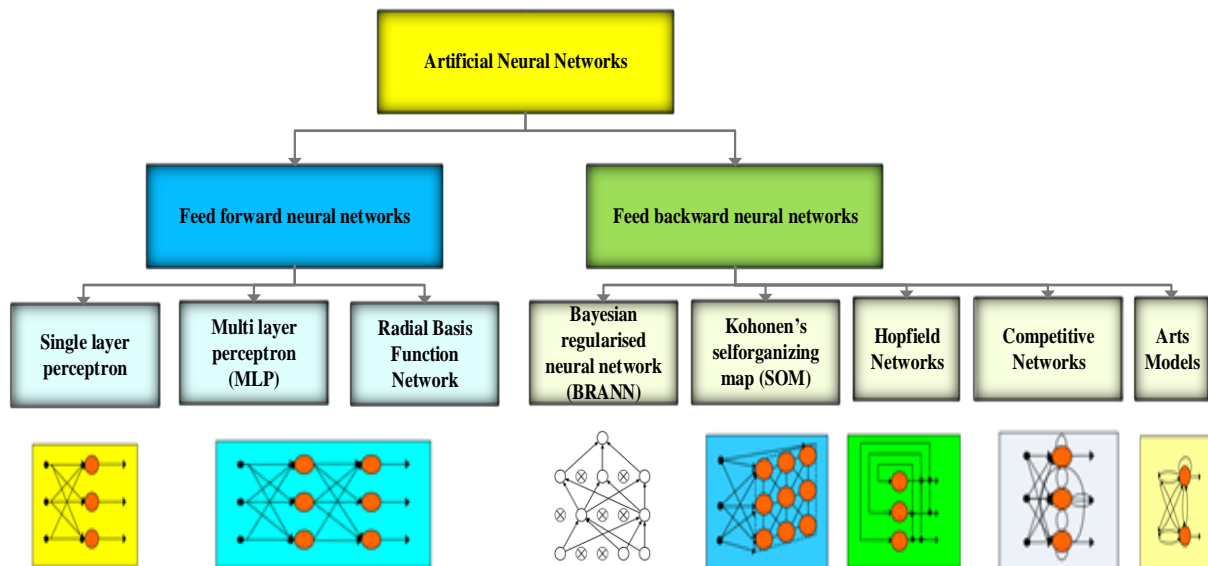 Artificial Neural Networks
Feed forward neural networks
Feed backward neural networks
Single layer
perceptron
Multi layer
perceptron
(MLP)
Radial Basis
Function
Network
Bayesian
regularised
neural network
(BRANN)
Kohonen’s
selforganizing
map (SOM)
Hopfield
Networks
Competitive
Networks
Arts
Models